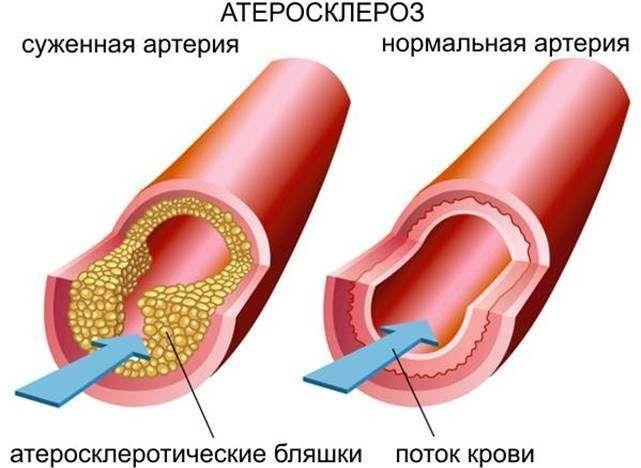 АТЕРОСКЛЕРОЗ
суженная артерия
нормальная артерия
атеросклеротические бляшки
поток крови